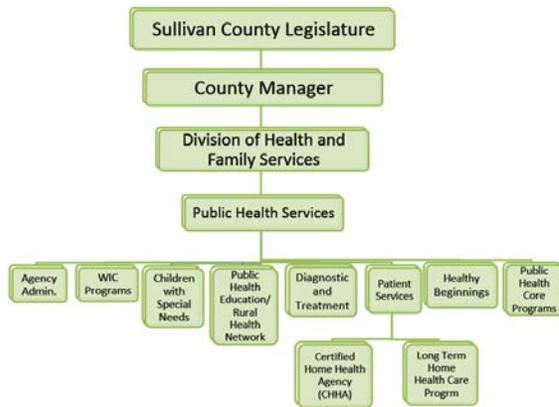 Sullivan County Legislature
County Manager
Division of Health and
Family Services
Public Health Services
Agency
Admin.
WIC
Programs
Children
with
Special
Needs
Public
Health
Education/
Rural
Health
Network
Diagnostic
and
Treatment
Patient
Services
Healthy
Beginnings
Public
Health
Core
Programs
Certified
Home Health
Agency
(CHHA)
Long Term
Home
Health Care
Progrm